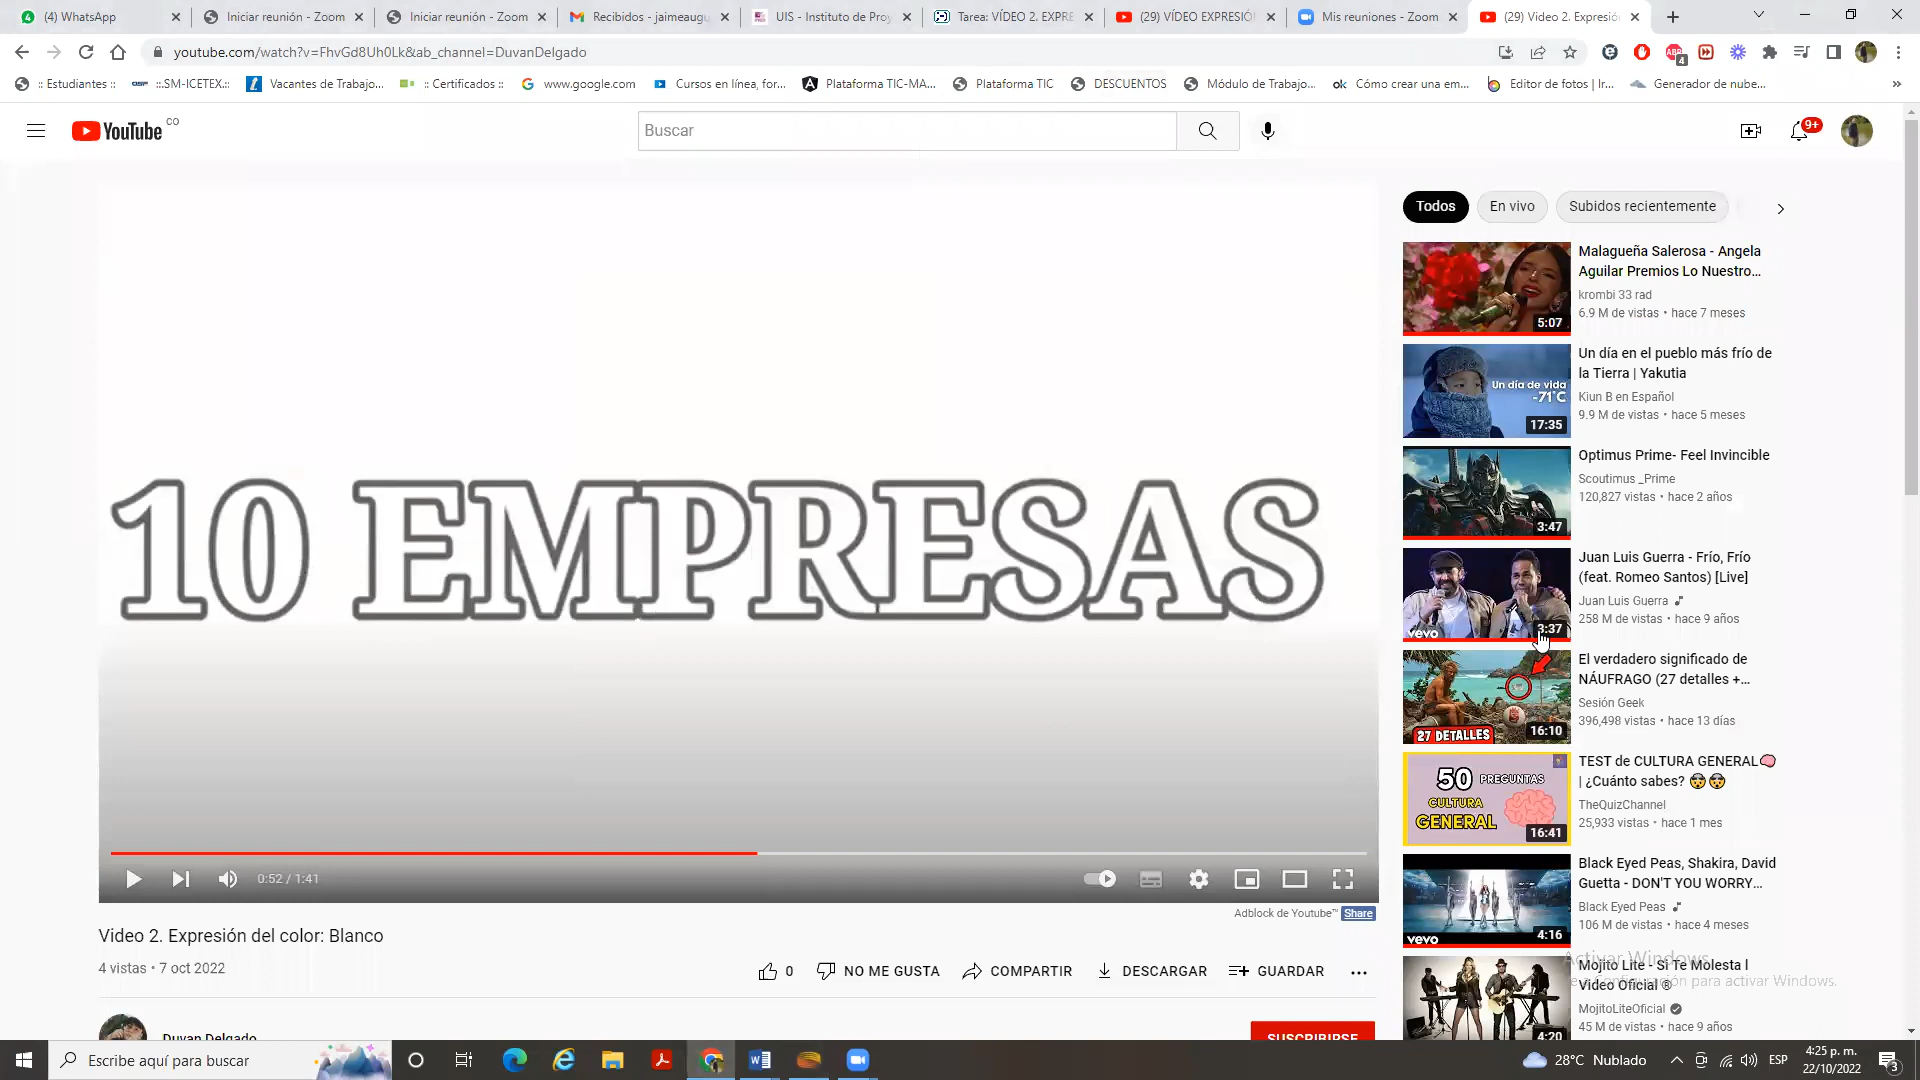 (4) WhatsApp
Iniciar reunión - Zoom
Iniciar reunión - Zoom
Recibidos - jaimeaugu
UIS - Instituto de Proy
Tarea: VÍDEO 2. EXPRE
(29) VÍDEO EXPRESIÓN
Mis reuniones - Zoom
(29) Video 2. Expresió
youtube.com/watch?v=FhvGd8Uh0Lk&ab_channel=DuvanDelgado
4
:: Estudiantes ::
::.SM-ICETEX::
Vacantes de Trabajo...
:: Certificados ::
www.google.com
Cursos en línea, for...
Plataforma TIC-MA...
Plataforma TIC
DESCUENTOS
Módulo de Trabajo...
ok Cómo crear una em...
Editor de fotos | Ir...
Generador de nube...
»
YouTube CO
Buscar
9+
10 EMPRESAS
0:52 / 1:41
Adblock de Youtube™ Share
Video 2. Expresión del color: Blanco
4 vistas • 7 oct 2022
0
NO ME GUSTA
COMPARTIR
DESCARGAR
GUARDAR
Duvan Delgado
SUSCRIBIRSE
Todos
En vivo
Subidos recientemente
5:07
Malagueña Salerosa - Angela
Aguilar Premios Lo Nuestro...
krombi 33 rad
6.9 M de vistas • hace 7 meses
Un día de vida
-71°C
17:35
Un día en el pueblo más frío de
la Tierra | Yakutia
Kiun B en Español
9.9 M de vistas • hace 5 meses
3:47
Optimus Prime- Feel Invincible
Scoutimus _Prime
120,827 vistas • hace 2 años
vevo
3:37
Juan Luis Guerra - Frío, Frío
(feat. Romeo Santos) [Live]
Juan Luis Guerra
258 M de vistas • hace 9 años
27 DETALLES
16:10
El verdadero significado de
NÁUFRAGO (27 detalles +...
Sesión Geek
396,498 vistas • hace 13 días
50 PREGUNTAS
CULTURA
GENERAL
16:41
TEST de CULTURA GENERAL🧠
| ¿Cuánto sabes? 🤯🤯
TheQuizChannel
25,933 vistas • hace 1 mes
vevo
4:16
Black Eyed Peas, Shakira, David
Guetta - DON'T YOU WORRY...
Black Eyed Peas
106 M de vistas • hace 4 meses
4:20
Mojito Lite - Si Te Molesta l
Video Oficial ®
MojitoLiteOficial
45 M de vistas • hace 9 años
Activar Windows
e a Configuración para activar Windows.
Escribe aquí para buscar
28°C Nublado
ESP
4:25 p. m.
22/10/2022
3